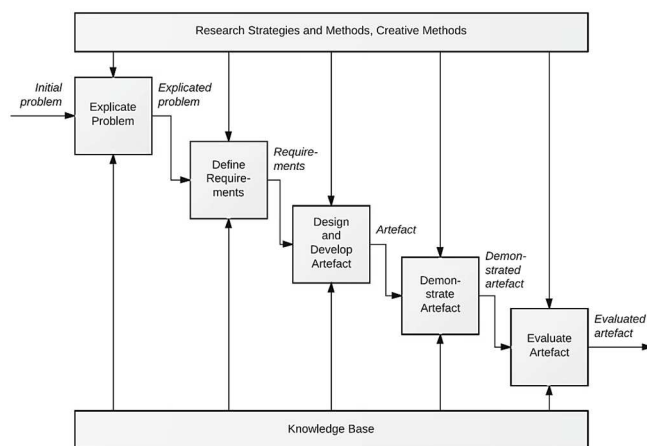 Research Strategies and Methods, Creative Methods
Initial
problem
Explicate
Problem
Explicated
problem
Define
Require-
ments
Require-
ments
Design
and
Develop
Artefact
Artefact
Demon-
strate
Artefact
Demon-
strated
artefact
Evaluate
Artefact
Evaluated
artefact
Knowledge Base